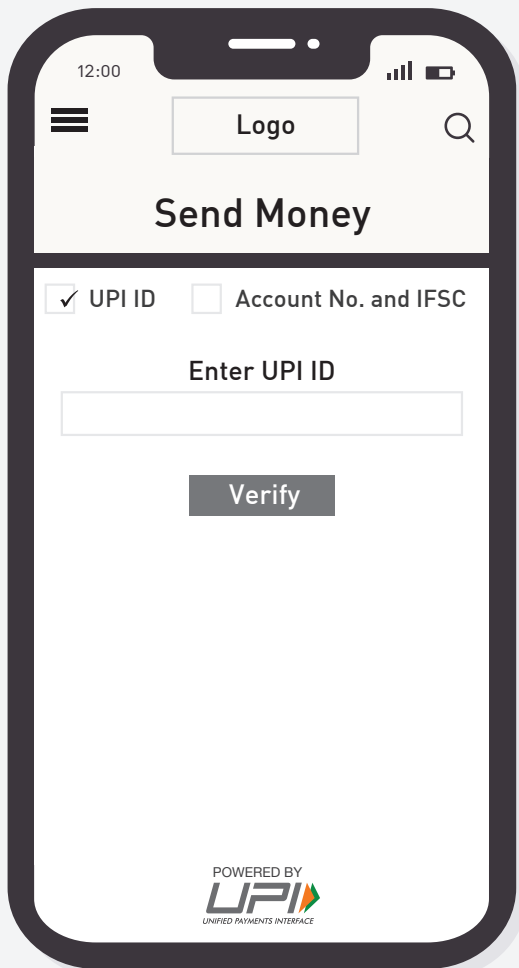 12:00
Logo
Send Money
✓ UPI ID Account No. and IFSC
Enter UPI ID
Verify
POWERED BY
UPI
UNIFIED PAYMENTS INTERFACE